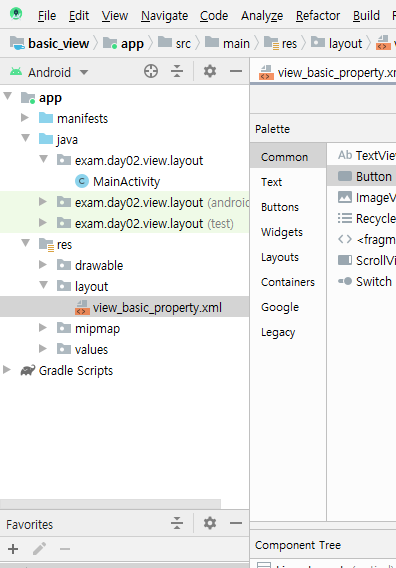 File Edit View Navigate Code Analyze Refactor Build
basic_view app src main res layout
Android
view_basic_property.x
app
manifests
java
exam.day02.view.layout
MainActivity
exam.day02.view.layout (android
exam.day02.view.layout (test)
res
drawable
layout
view_basic_property.xml
mipmap
values
Gradle Scripts
Favorites
Palette
Common
Text
Buttons
Widgets
Layouts
Containers
Google
Legacy
Ab TextVie
Button
ImageV
Recycle
<> <fragm
ScrollVi
Switch
Component Tree